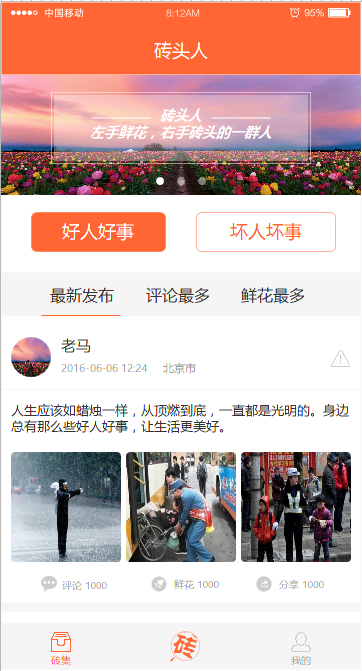 中国移动 8:12AM 95%
砖头人
砖头人
左手鲜花，右手砖头的一群人
好人好事 坏人坏事
最新发布 评论最多 鲜花最多
老马
2016-06-06 12:24 北京市
人生应该如蜡烛一样，从顶燃到底，一直都是光明的。身边
总有那么些好人好事，让生活更美好。
评论 1000 鲜花 1000 分享 1000
砖
砖集 我的